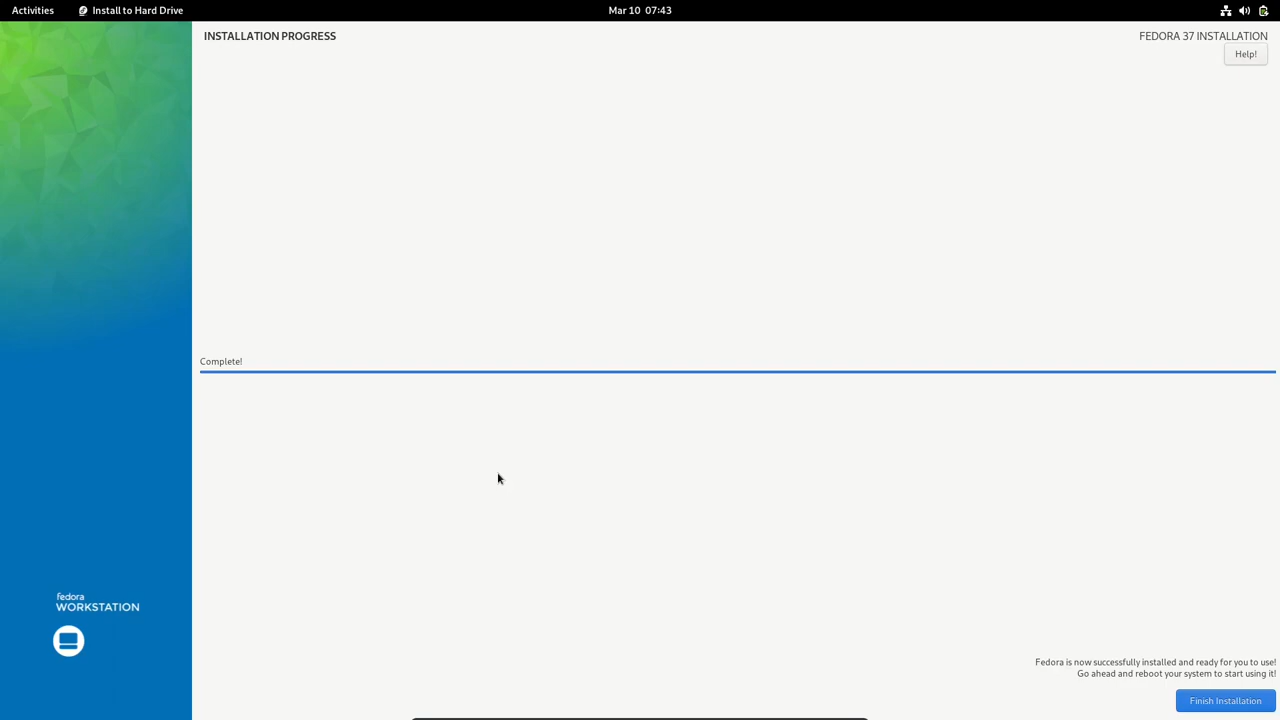 Activities Install to Hard Drive Mar 10 07:43
INSTALLATION PROGRESS FEDORA 37 INSTALLATION
Help!
Complete!
fedora
WORKSTATION
Fedora is now successfully installed and ready for you to use!
Go ahead and reboot your system to start using it!
Finish Installation